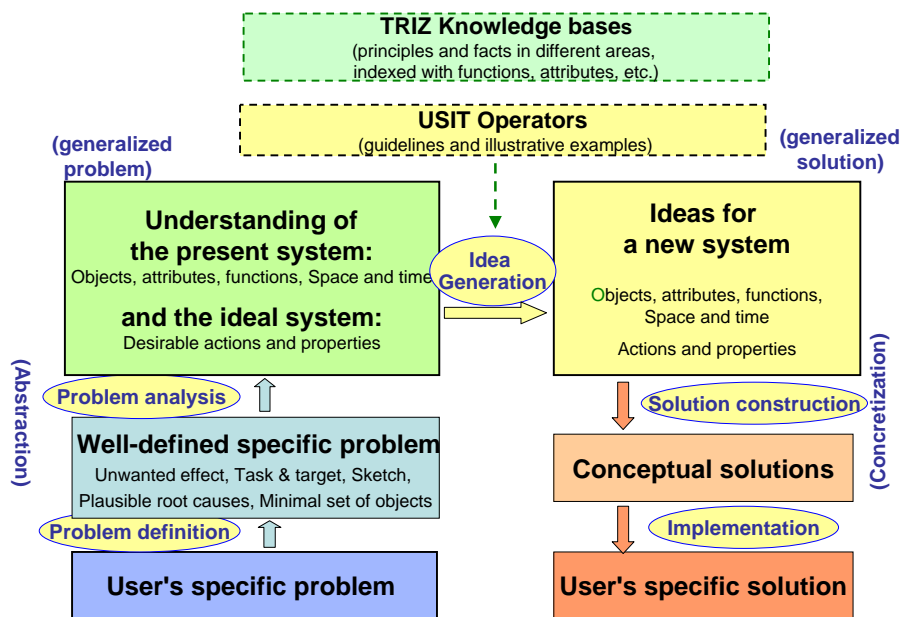 TRIZ Knowledge bases
(principles and facts in different areas,
indexed with functions, attributes, etc.)
USIT Operators
(guidelines and illustrative examples)
(generalized
problem)
(generalized
solution)
Understanding of
the present system:
Objects, attributes, functions, Space and time
and the ideal system:
Desirable actions and properties
Idea
Generation
Ideas for
a new system
Objects, attributes, functions,
Space and time
Actions and properties
(Abstraction)
Problem analysis
Well-defined specific problem
Unwanted effect, Task & target, Sketch,
Plausible root causes, Minimal set of objects
Problem definition
User's specific problem
Solution construction
(Concretization)
Conceptual solutions
Implementation
User's specific solution